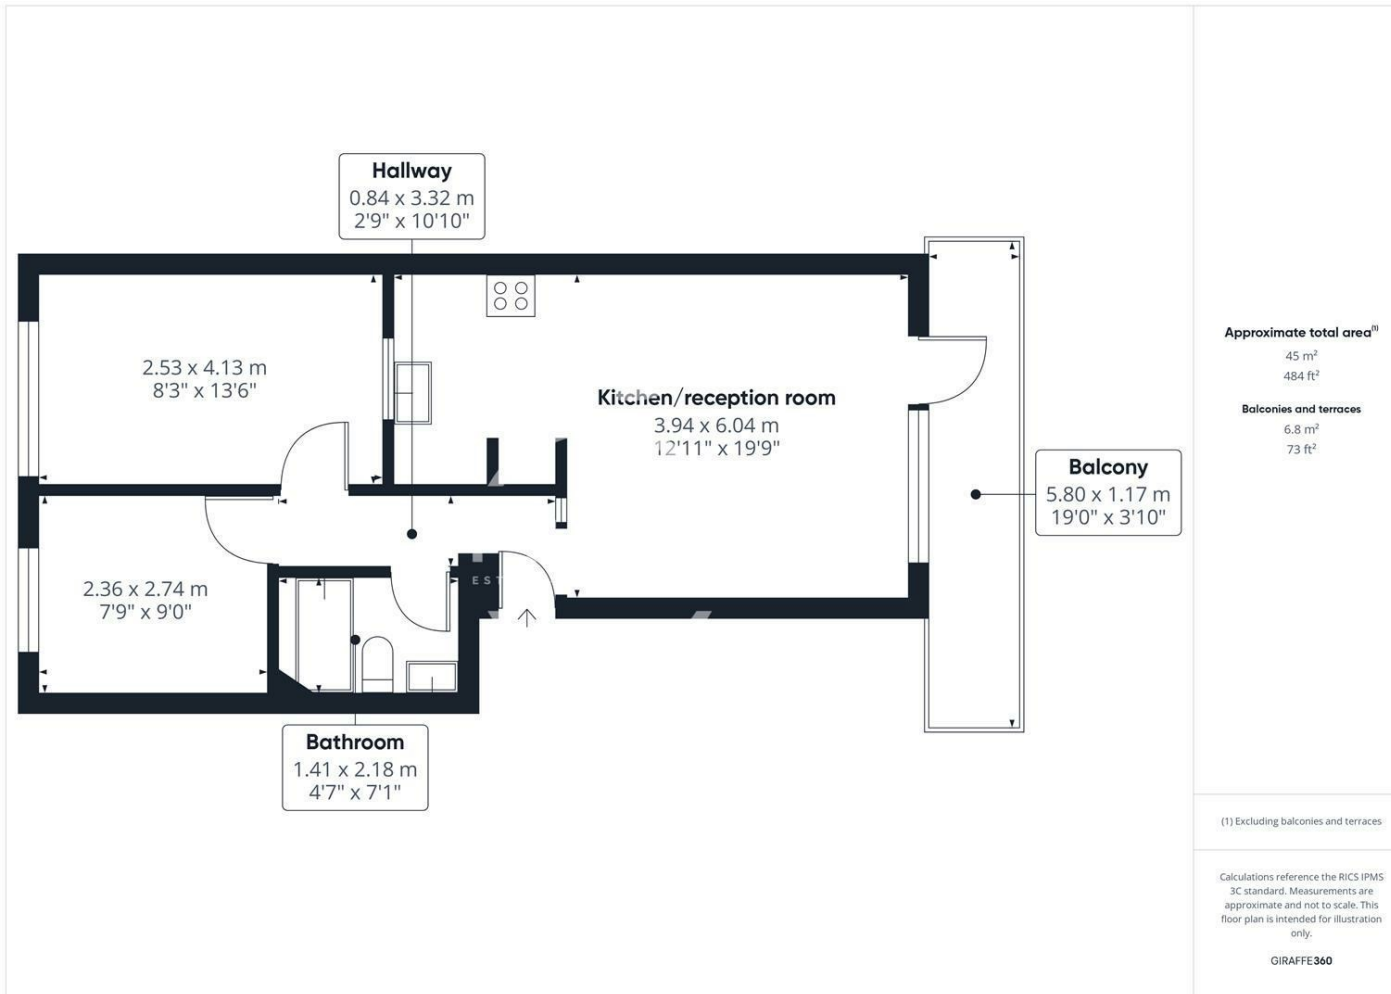 Hallway
0.84 x 3.32 m
2'9" x 10'10"
2.53 x 4.13 m
8'3" x 13'6"
Kitchen/reception room
3.94 x 6.04 m
12'11" x 19'9"
Balcony
5.80 x 1.17 m
19'0" x 3'10"
2.36 x 2.74 m
7'9" x 9'0"
EST
Bathroom
1.41 x 2.18 m
4'7" x 7'1"
Approximate total area(1)
45 m²
484 ft²
Balconies and terraces
6.8 m²
73 ft²
(1) Excluding balconies and terraces
Calculations reference the RICS IPMS
3C standard. Measurements are
approximate and not to scale. This
floor plan is intended for illustration
only.
GIRAFFE360